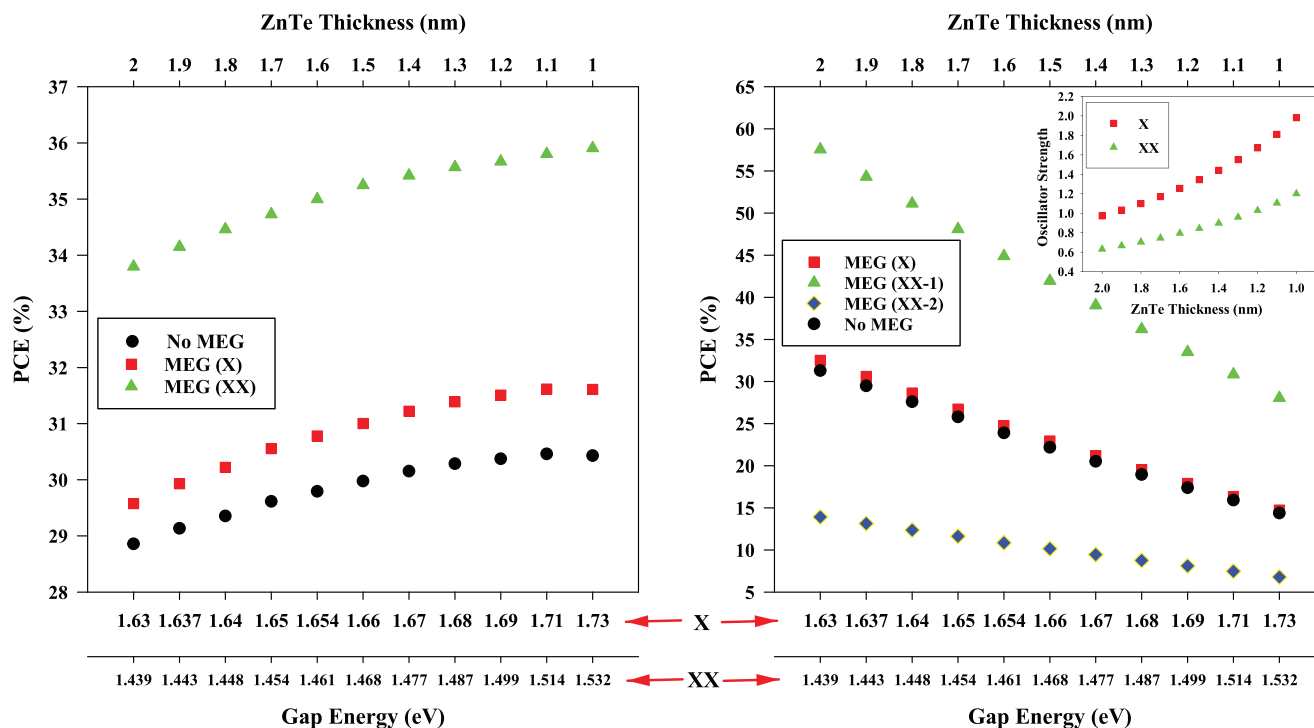 ZnTe Thickness (nm)
2 1.9 1.8 1.7 1.6 1.5 1.4 1.3 1.2 1.1 1
37
36
35
34
33
32
31
30
29
28
PCE (%)
No MEG
MEG (X)
MEG (XX)
1.63 1.637 1.64 1.65 1.654 1.66 1.67 1.68 1.69 1.71 1.73
1.439 1.443 1.448 1.454 1.461 1.468 1.477 1.487 1.499 1.514 1.532
Gap Energy (eV)
X
XX
ZnTe Thickness (nm)
2 1.9 1.8 1.7 1.6 1.5 1.4 1.3 1.2 1.1 1
65
60
55
50
45
40
35
30
25
20
15
10
5
PCE (%)
MEG (X)
MEG (XX-1)
MEG (XX-2)
No MEG
2.2
2.0
1.8
1.6
1.4
1.2
1.0
0.8
0.6
0.4
Oscillator Strength
X
XX
2.0 1.8 1.6 1.4 1.2 1.0
ZnTe Thickness (nm)
1.63 1.637 1.64 1.65 1.654 1.66 1.67 1.68 1.69 1.71 1.73
1.439 1.443 1.448 1.454 1.461 1.468 1.477 1.487 1.499 1.514 1.532
Gap Energy (eV)